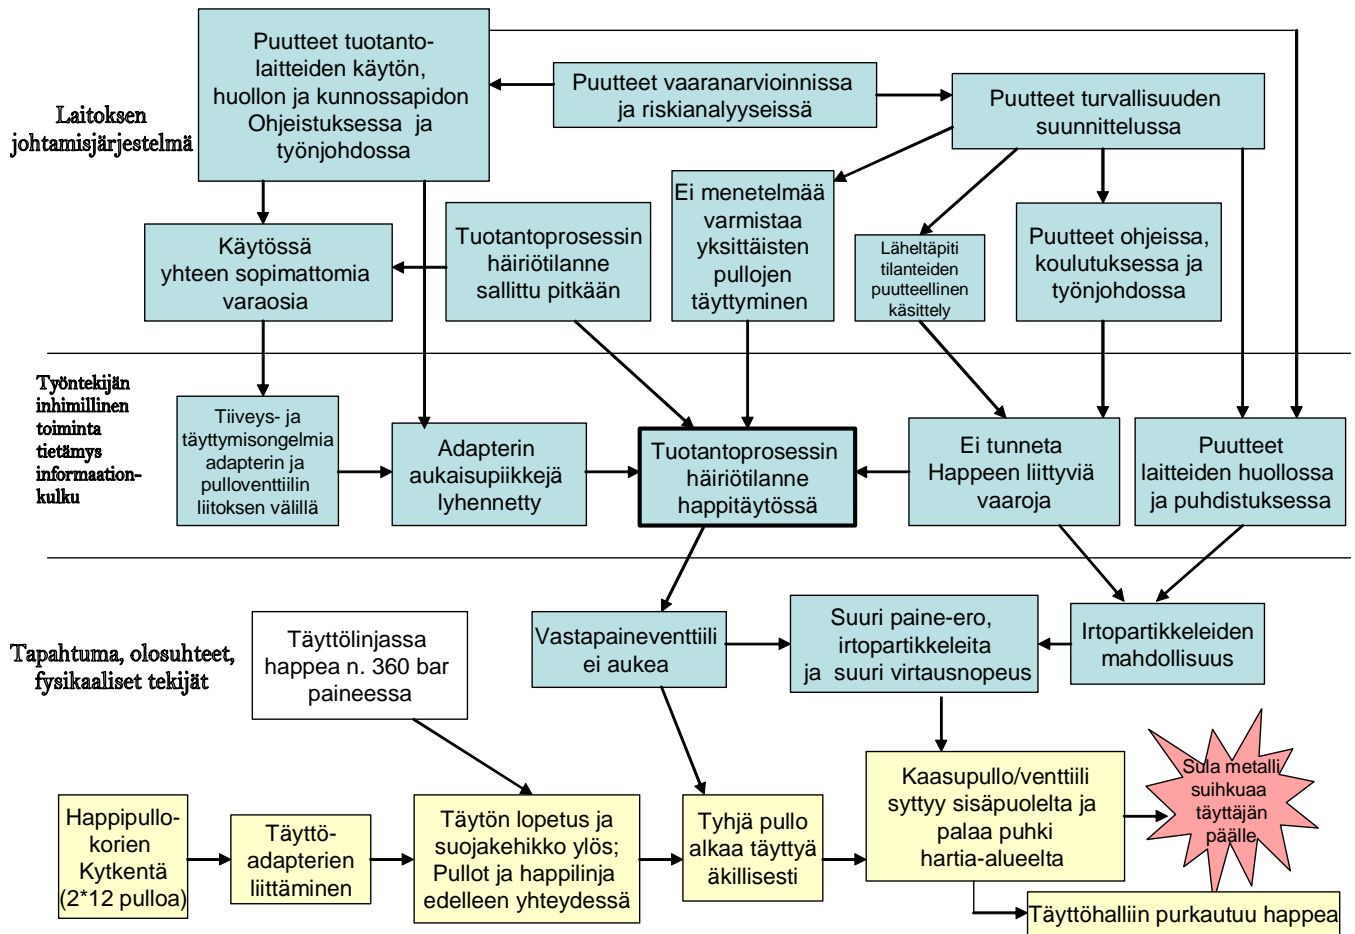 Laitoksen
johtamisjärjestelmä
Puutteet tuotanto-
laitteiden käytön,
huollon ja kunnossapidon
Ohjeistuksessa ja
työnjohdossa
Puutteet vaaranarvioinnissa
ja riskianalyyseissä
Puutteet turvallisuuden
suunnittelussa
Käytössä
yhteen sopimattomia
varaosia
Tuotantoprosessin
häiriötilanne
sallittu pitkään
Ei menetelmää
varmistaa
yksittäisten
pullojen
täyttyminen
Läheltäpiti
tilanteiden
puutteellinen
käsittely
Puutteet ohjeissa,
koulutuksessa ja
työnjohdossa
Työntekijän
inhimillinen
toiminta
tietämys
informaation-
kulku
Tiiveys- ja
täyttymisongelmia
adapterin ja
pulloventtiilin
liitoksen välillä
Adapterin
aukaisupiikkejä
lyhennetty
Tuotantoprosessin
häiriötilanne
happitäytössä
Ei tunneta
Happeen liittyviä
vaaroja
Puutteet
laitteiden huollossa
ja puhdistuksessa
Tapahtuma, olosuhteet,
fysikaaliset tekijät
Täyttölinjassa
happea n. 360 bar
paineessa
Vastapaineventtiili
ei aukea
Suuri paine-ero,
irtopartikkeleita
ja suuri virtausnopeus
Irtopartikkeleiden
mahdollisuus
Happipullo-
korien
Kytkentä
(2*12 pulloa)
Täyttö-
adapterien
liittäminen
Täytön lopetus ja
suojakehikko ylös;
Pullot ja happilinja
edelleen yhteydessä
Tyhjä pullo
alkaa täyttyä
äkillisesti
Kaasupullo/venttiili
syttyy sisäpuolelta ja
palaa puhki
hartia-alueelta
Sula metalli
suihkuaa
täyttäjän
päälle
Täyttöhalliin purkautuu happea